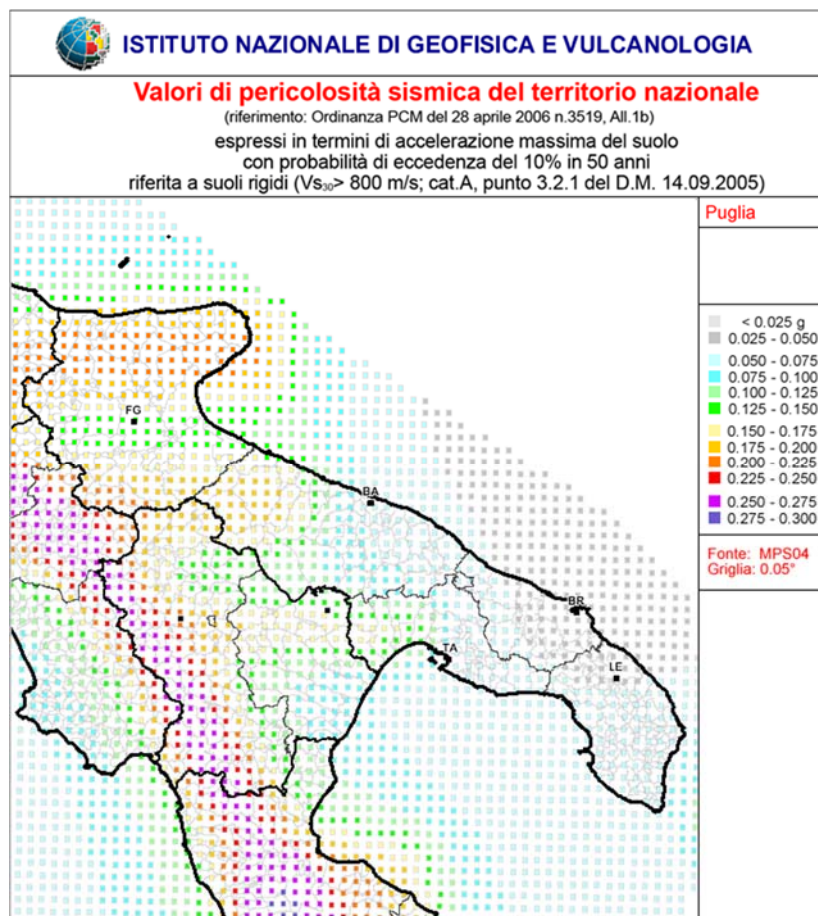 ISTITUTO NAZIONALE DI GEOFISICA E VULCANOLOGIA
Valori di pericolosità sismica del territorio nazionale
(riferimento: Ordinanza PCM del 28 aprile 2006 n.3519, All.1b)
espressi in termini di accelerazione massima del suolo
con probabilità di eccedenza del 10% in 50 anni
riferita a suoli rigidi (Vs30> 800 m/s; cat.A, punto 3.2.1 del D.M. 14.09.2005)
Puglia
< 0.025 g
0.025 - 0.050
0.050 - 0.075
0.075 - 0.100
0.100 - 0.125
0.125 - 0.150
0.150 - 0.175
0.175 - 0.200
0.200 - 0.225
0.225 - 0.250
0.250 - 0.275
0.275 - 0.300
Fonte: MPS04
Griglia: 0.05°
FG
BA
BR
TA
LE